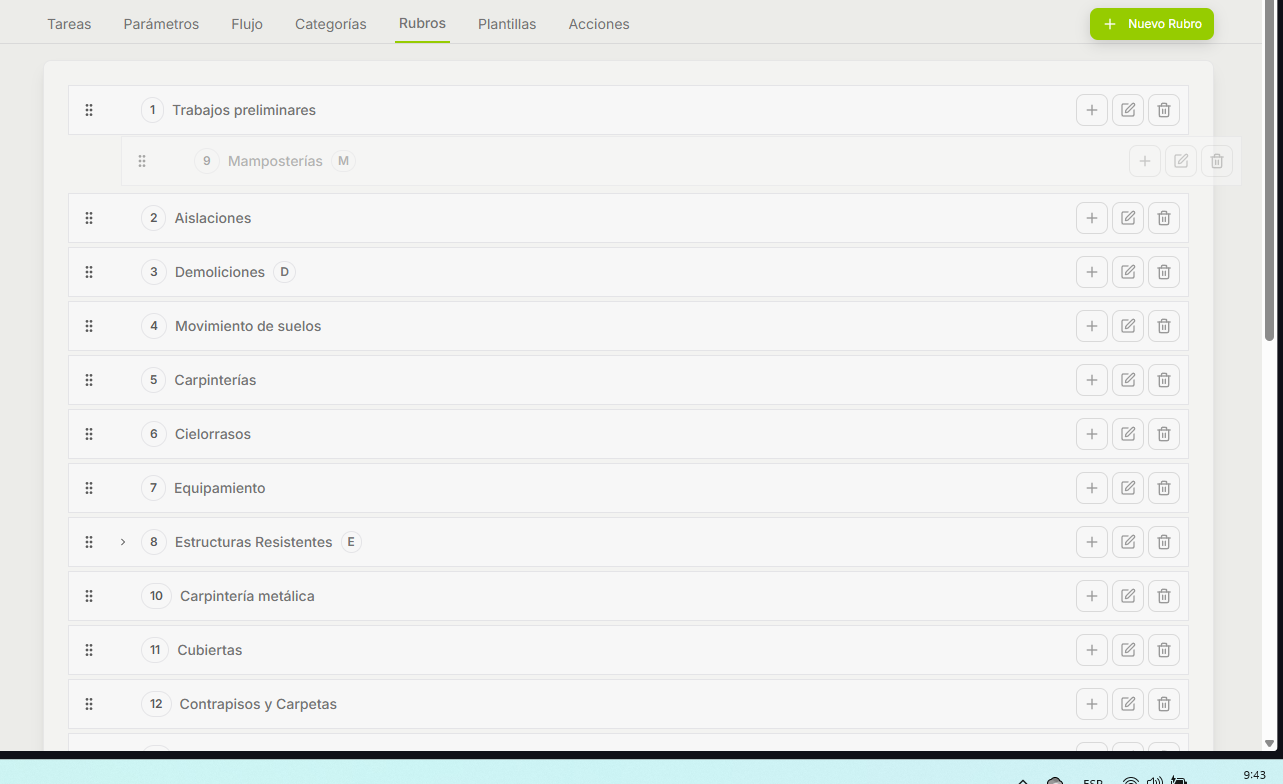 Tareas Parámetros Flujo Categorías Rubros Plantillas Acciones Nuevo Rubro
1 Trabajos preliminares
9 Mamposterías M
2 Aislaciones
3 Demoliciones D
4 Movimiento de suelos
5 Carpinterías
6 Cielorrasos
7 Equipamiento
8 Estructuras Resistentes E
10 Carpintería metálica
11 Cubiertas
12 Contrapisos y Carpetas
ESP 9:43